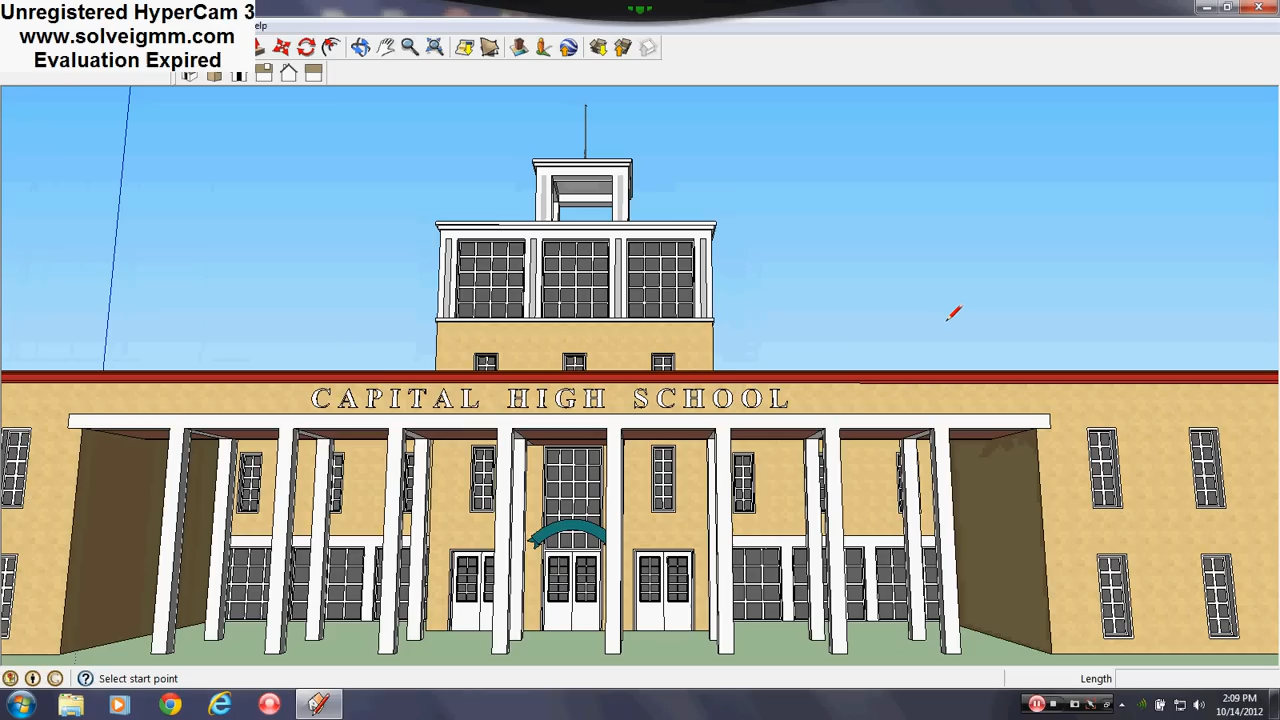 Unregistered HyperCam 3
www.solveigmm.com
Evaluation Expired
elp
CAPITAL HIGH SCHOOL
Select start point
Length
2:09 PM
10/14/2012